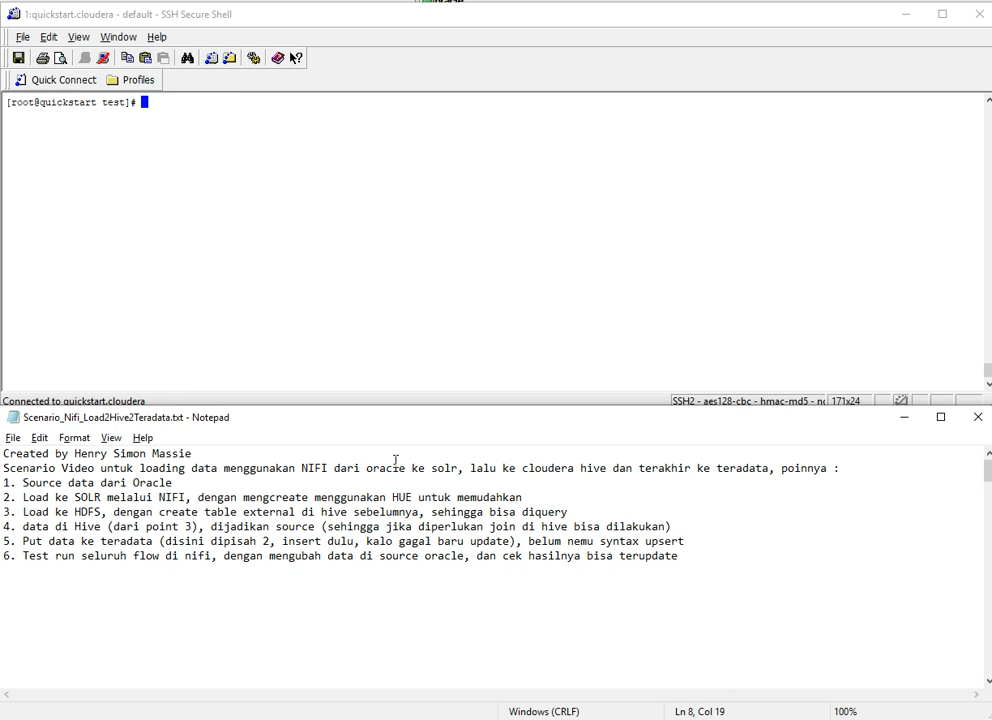 1:quickstart.cloudera - default - SSH Secure Shell
File Edit View Window Help
Quick Connect Profiles
[root@quickstart test]#
Connected to quickstart.cloudera
SSH2 - aes128-cbc - hmac-md5 - 171x24
Scenario_Nifi_Load2Hive2Teradata.txt - Notepad
File Edit Format View Help
Created by Henry Simon Massie
Scenario Video untuk loading data menggunakan NIFI dari oracle ke solr, lalu ke cloudera hive dan terakhir ke teradata, poinnya :
1. Source data dari Oracle
2. Load ke SOLR melalui NIFI, dengan mengcreate menggunakan HUE untuk memudahkan
3. Load ke HDFS, dengan create table external di hive sebelumnya, sehingga bisa diquery
4. data di Hive (dari point 3), dijadikan source (sehingga jika diperlukan join di hive bisa dilakukan)
5. Put data ke teradata (disini dipisah 2, insert dulu, kalo gagal baru update), belum nemu syntax upsert
6. Test run seluruh flow di nifi, dengan mengubah data di source oracle, dan cek hasilnya bisa terupdate
Windows (CRLF) Ln 8, Col 19 100%